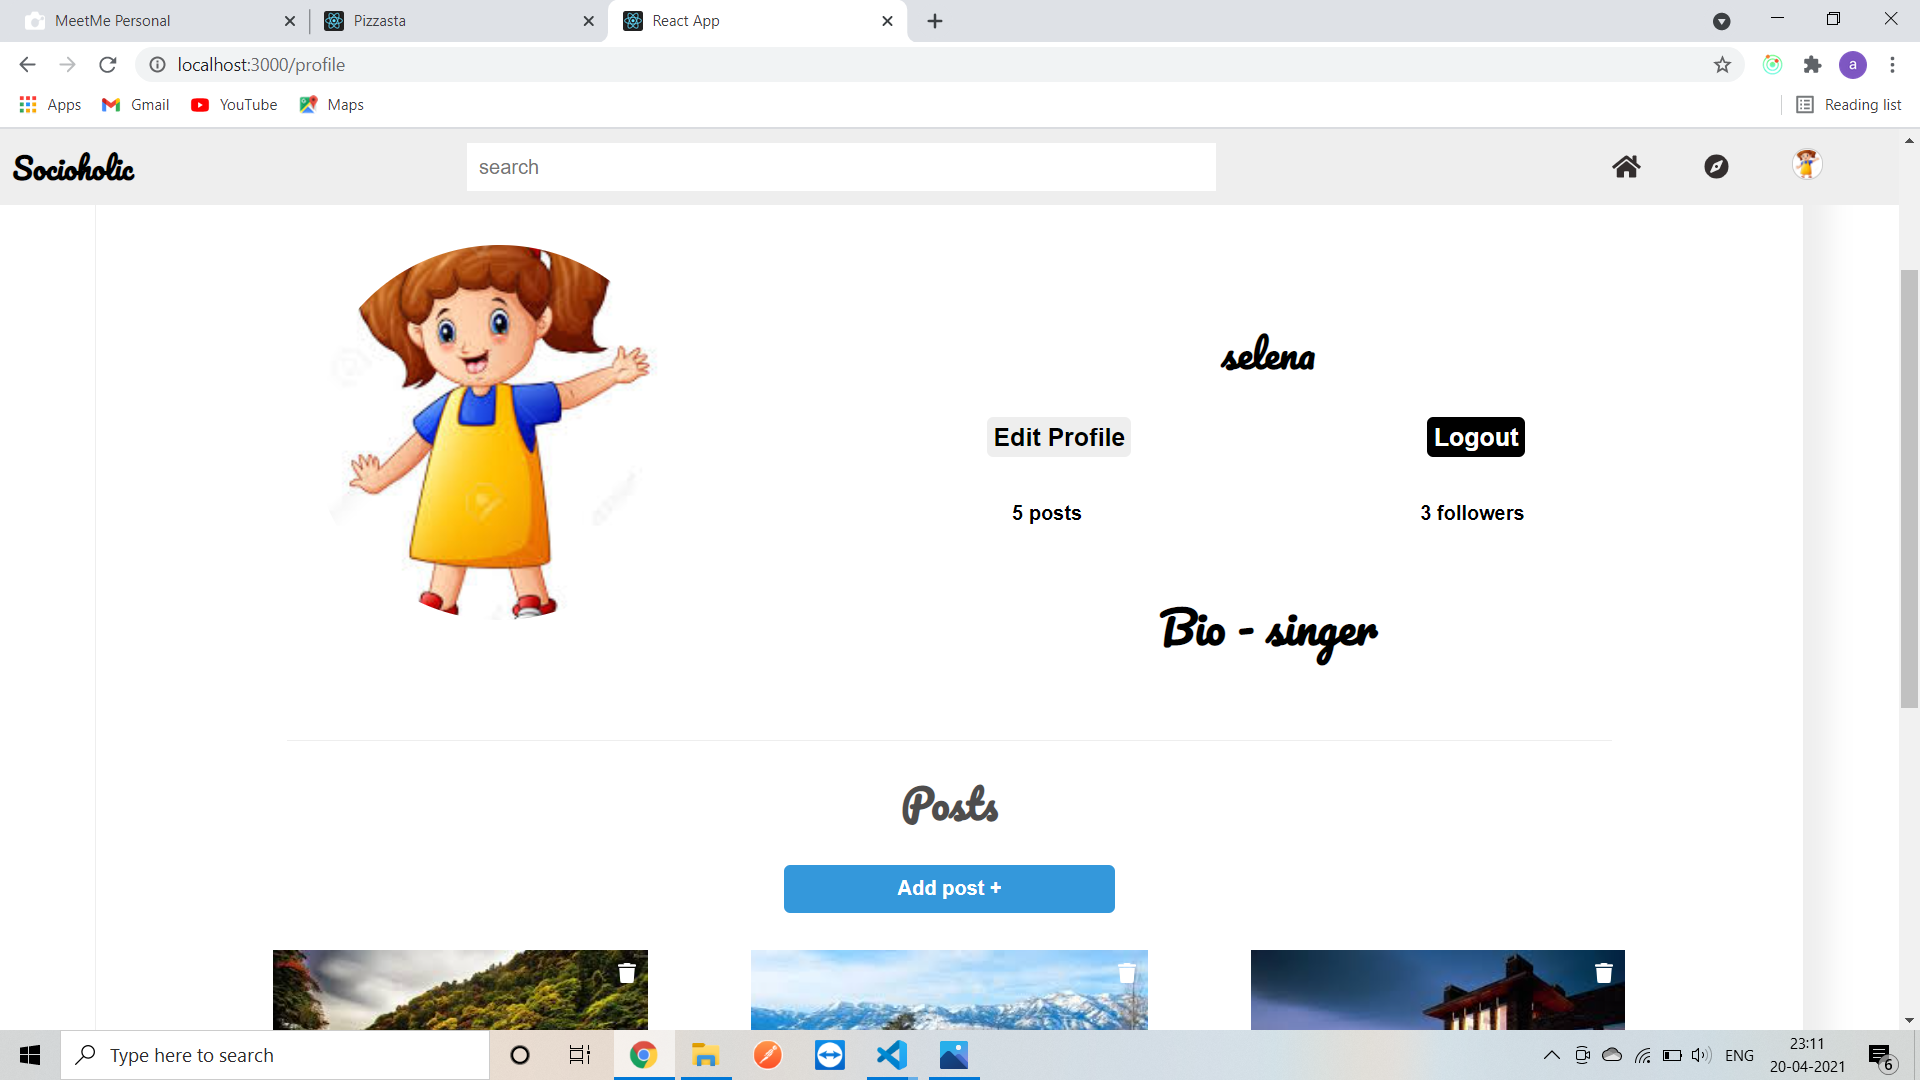 MeetMe Personal
Pizzasta
React App
localhost:3000/profile
a
Apps
Gmail
YouTube
Maps
Reading list
Socioholic
search
selena
Edit Profile
Logout
5 posts
3 followers
Bio - singer
Posts
Add post +
Type here to search
ENG
23:11
20-04-2021
6